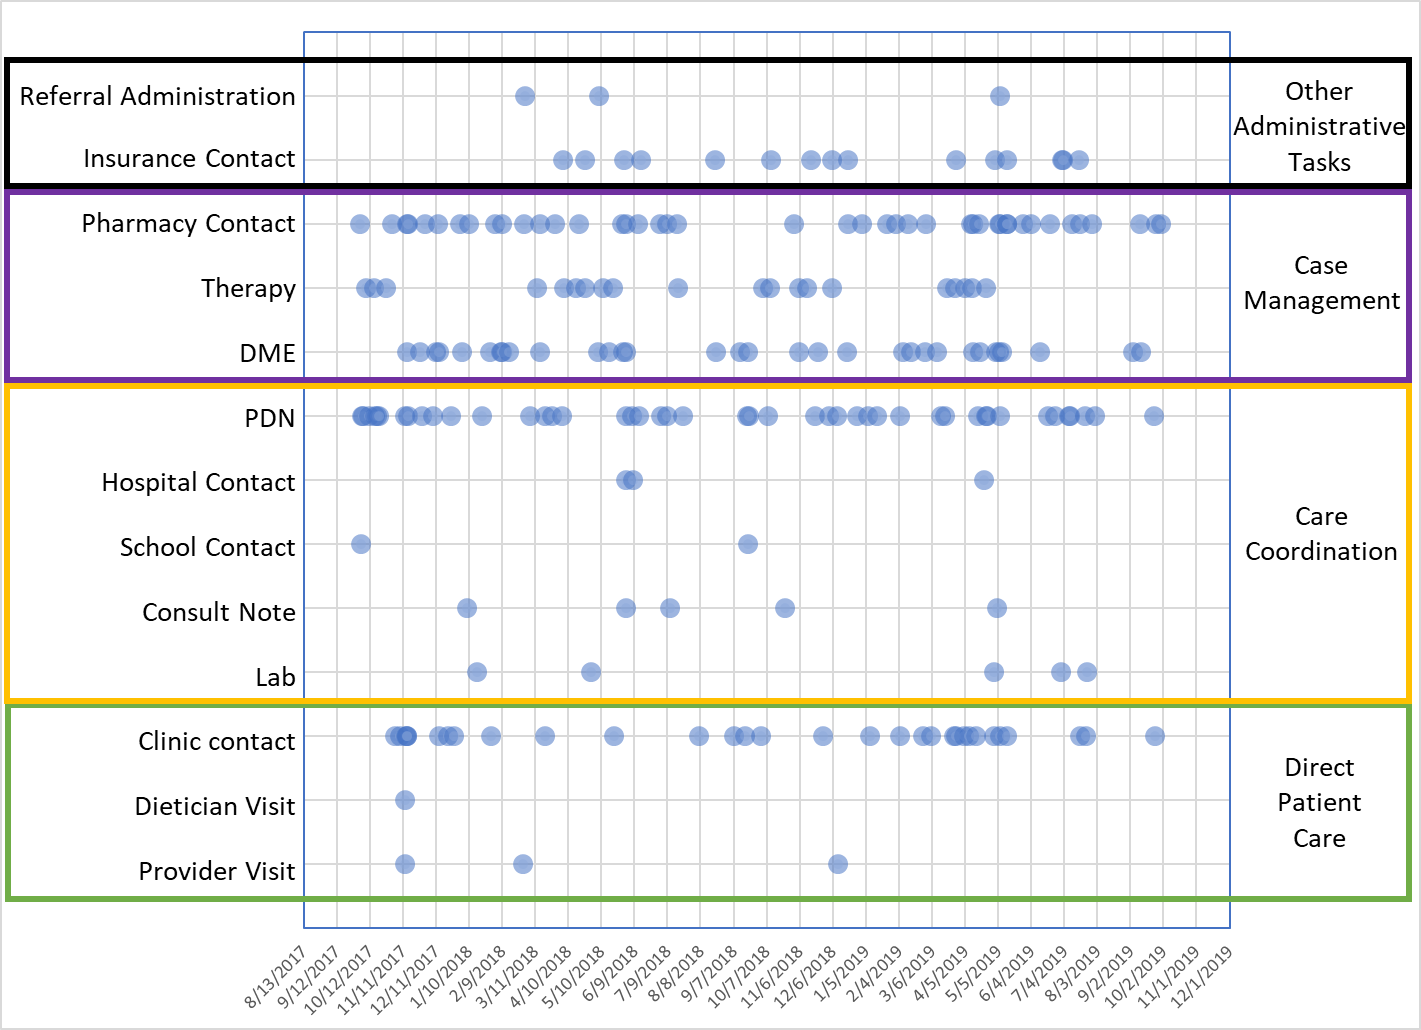 Referral Administration
Insurance Contact
Other
Administrative
Tasks
Pharmacy Contact
Therapy
DME
Case
Management
PDN
Hospital Contact
School Contact
Consult Note
Lab
Care
Coordination
Clinic contact
Dietician Visit
Provider Visit
Direct
Patient
Care
8/13/2017
9/12/2017
10/12/2017
11/11/2017
12/11/2017
1/10/2018
2/9/2018
3/11/2018
4/10/2018
5/10/2018
6/9/2018
7/9/2018
8/8/2018
9/7/2018
10/7/2018
11/6/2018
12/6/2018
1/5/2019
2/4/2019
3/6/2019
4/5/2019
5/5/2019
6/4/2019
7/4/2019
8/3/2019
9/2/2019
10/2/2019
11/1/2019
12/1/2019